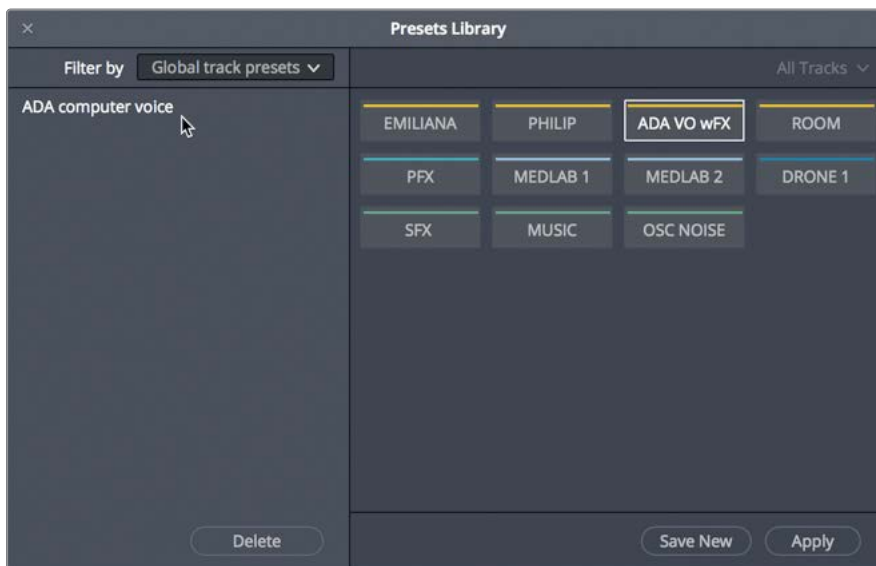 × Presets Library
Filter by Global track presets
All Tracks
ADA computer voice
EMILIANA PHILIP ADA VO wFX ROOM
PFX MEDLAB 1 MEDLAB 2 DRONE 1
SFX MUSIC OSC NOISE
Delete Save New Apply